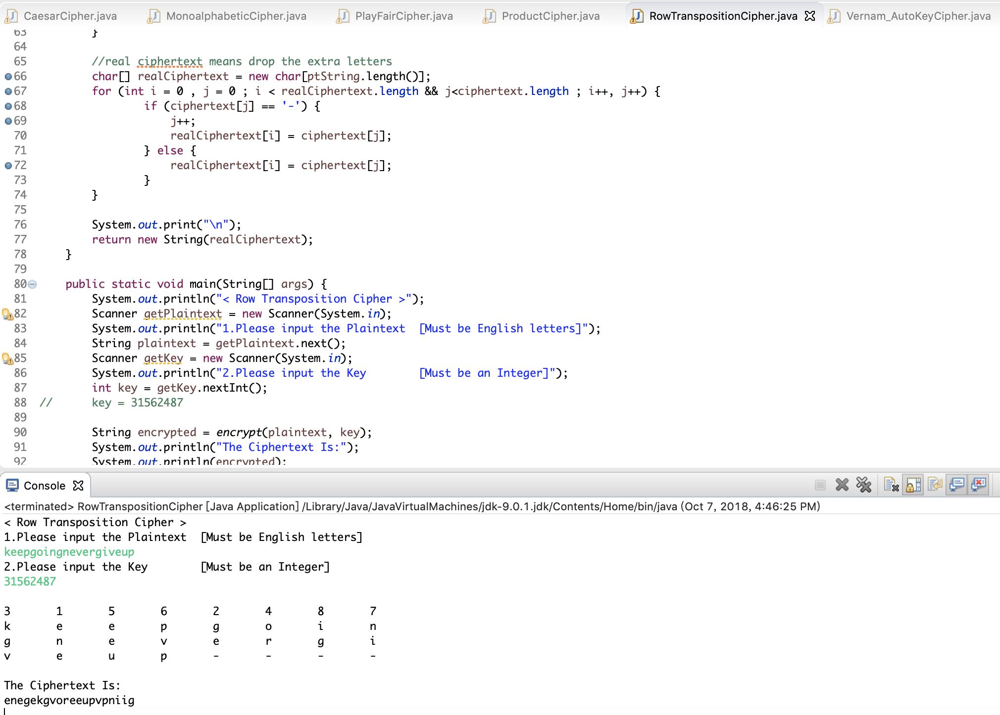 CaesarCipher.java MonoalphabeticCipher.java PlayFairCipher.java ProductCipher.java RowTranspositionCipher.java Vernam_AutoKeyCipher.java
63 }
64
65 //real ciphertext means drop the extra letters
66 char[] realCiphertext = new char[ptString.length()];
67 for (int i = 0 , j = 0 ; i < realCiphertext.length && j<ciphertext.length ; i++, j++) {
68 if (ciphertext[j] == '-') {
69 j++;
70 realCiphertext[i] = ciphertext[j];
71 } else {
72 realCiphertext[i] = ciphertext[j];
73 }
74 }
75
76 System.out.print("\n");
77 return new String(realCiphertext);
78 }
79
80 public static void main(String[] args) {
81 System.out.println("< Row Transposition Cipher >");
82 Scanner getPlaintext = new Scanner(System.in);
83 System.out.println("1.Please input the Plaintext  [Must be English letters]");
84 String plaintext = getPlaintext.next();
85 Scanner getKey = new Scanner(System.in);
86 System.out.println("2.Please input the Key        [Must be an Integer]");
87 int key = getKey.nextInt();
88 // key = 31562487
89
90 String encrypted = encrypt(plaintext, key);
91 System.out.println("The Ciphertext Is:");
92 System.out.println(encrypted);
Console
<terminated> RowTranspositionCipher [Java Application] /Library/Java/JavaVirtualMachines/jdk-9.0.1.jdk/Contents/Home/bin/java (Oct 7, 2018, 4:46:25 PM)
< Row Transposition Cipher >
1.Please input the Plaintext  [Must be English letters]
keepgoingnevergiveup
2.Please input the Key        [Must be an Integer]
31562487
3 1 5 6 2 4 8 7
k e e p g o i n
g n e v e r g i
v e u p - - - -
The Ciphertext Is:
enegekgvoreeupvpniig